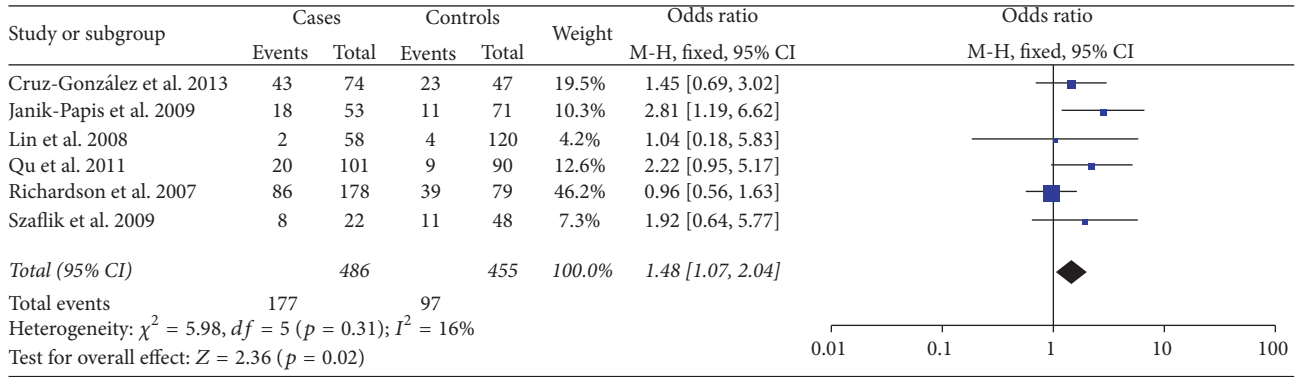 Study or subgroup Cases Controls Weight Odds ratio Odds ratio
Events Total Events Total M-H, fixed, 95% CI M-H, fixed, 95% CI
Cruz-González et al. 2013 43 74 23 47 19.5% 1.45 [0.69, 3.02]
Janik-Papis et al. 2009 18 53 11 71 10.3% 2.81 [1.19, 6.62]
Lin et al. 2008 2 58 4 120 4.2% 1.04 [0.18, 5.83]
Qu et al. 2011 20 101 9 90 12.6% 2.22 [0.95, 5.17]
Richardson et al. 2007 86 178 39 79 46.2% 0.96 [0.56, 1.63]
Szaflik et al. 2009 8 22 11 48 7.3% 1.92 [0.64, 5.77]
Total (95% CI) 486 455 100.0% 1.48 [1.07, 2.04]
Total events 177 97
Heterogeneity: χ² = 5.98, df = 5 (p = 0.31); I² = 16%
Test for overall effect: Z = 2.36 (p = 0.02)
0.01 0.1 1 10 100